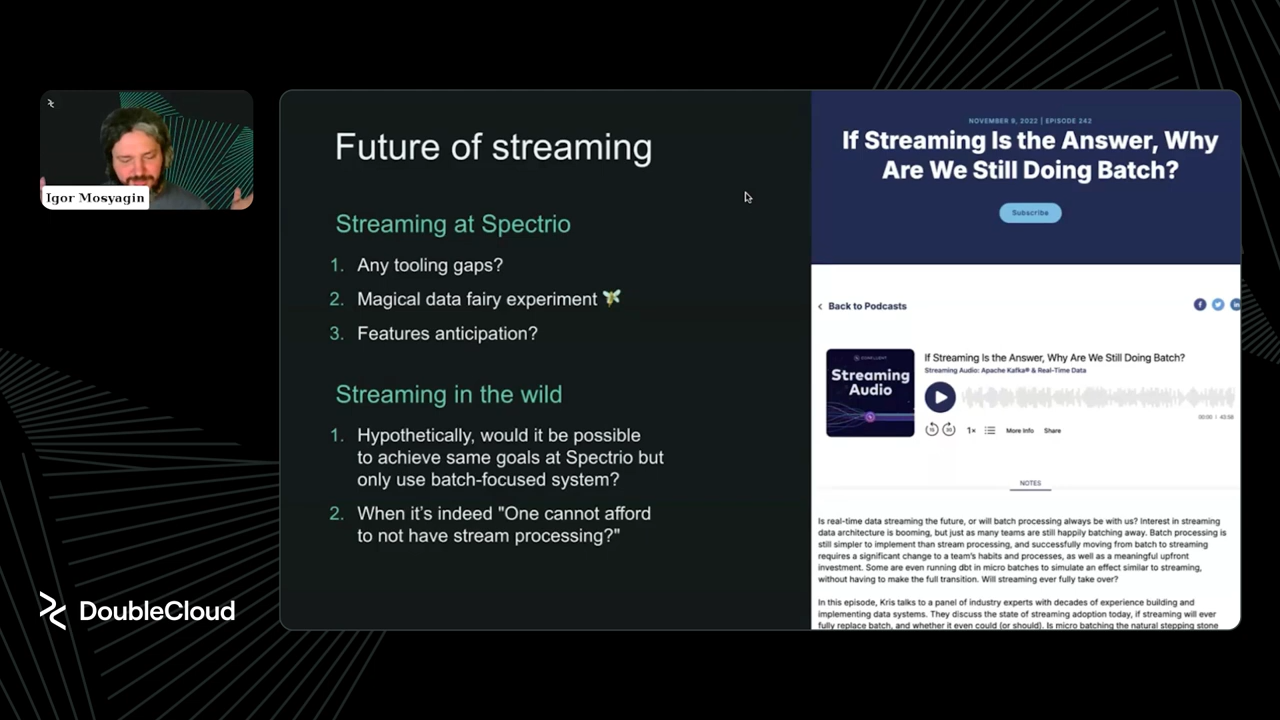 Igor Mosyagin
DoubleCloud
Future of streaming
Streaming at Spectrio
1. Any tooling gaps?
2. Magical data fairy experiment
3. Features anticipation?
Streaming in the wild
1. Hypothetically, would it be possible
to achieve same goals at Spectrio but
only use batch-focused system?
2. When it's indeed "One cannot afford
to not have stream processing?"
NOVEMBER 9, 2022 | EPISODE 242
If Streaming Is the Answer, Why
Are We Still Doing Batch?
Subscribe
Back to Podcasts
CONFLUENT
Streaming
Audio
If Streaming Is the Answer, Why Are We Still Doing Batch?
Streaming Audio: Apache Kafka® & Real-Time Data
00:00 | 43:58
1× More Info Share
NOTES
Is real-time data streaming the future, or will batch processing always be with us? Interest in streaming
data architecture is booming, but just as many teams are still happily batching away. Batch processing is
still simpler to implement than stream processing, and successfully moving from batch to streaming
requires a significant change to a team's habits and processes, as well as a meaningful upfront
investment. Some are even running dbt in micro batches to simulate an effect similar to streaming,
without having to make the full transition. Will streaming ever fully take over?
In this episode, Kris talks to a panel of industry experts with decades of experience building and
implementing data systems. They discuss the state of streaming adoption today, if streaming will ever
fully replace batch, and whether it even could (or should). Is micro batching the natural stepping stone